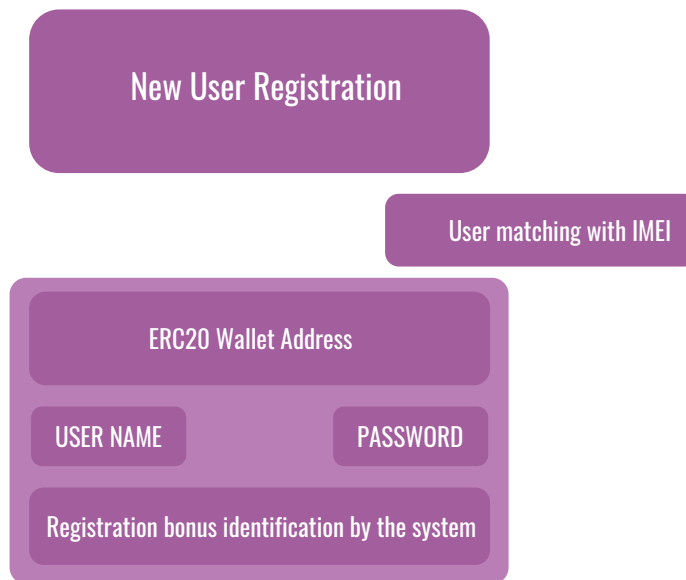 New User Registration
User matching with IMEI
ERC20 Wallet Address
USER NAME
PASSWORD
Registration bonus identification by the system